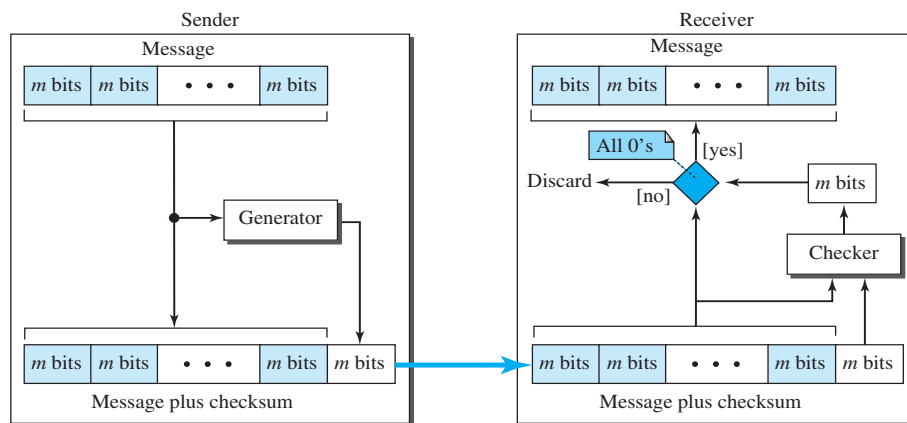 Sender
Message
m bits m bits • • • m bits
Generator
m bits m bits • • • m bits m bits
Message plus checksum
Receiver
Message
m bits m bits • • • m bits
All 0's
[yes]
Discard
[no]
m bits
Checker
m bits m bits • • • m bits m bits
Message plus checksum